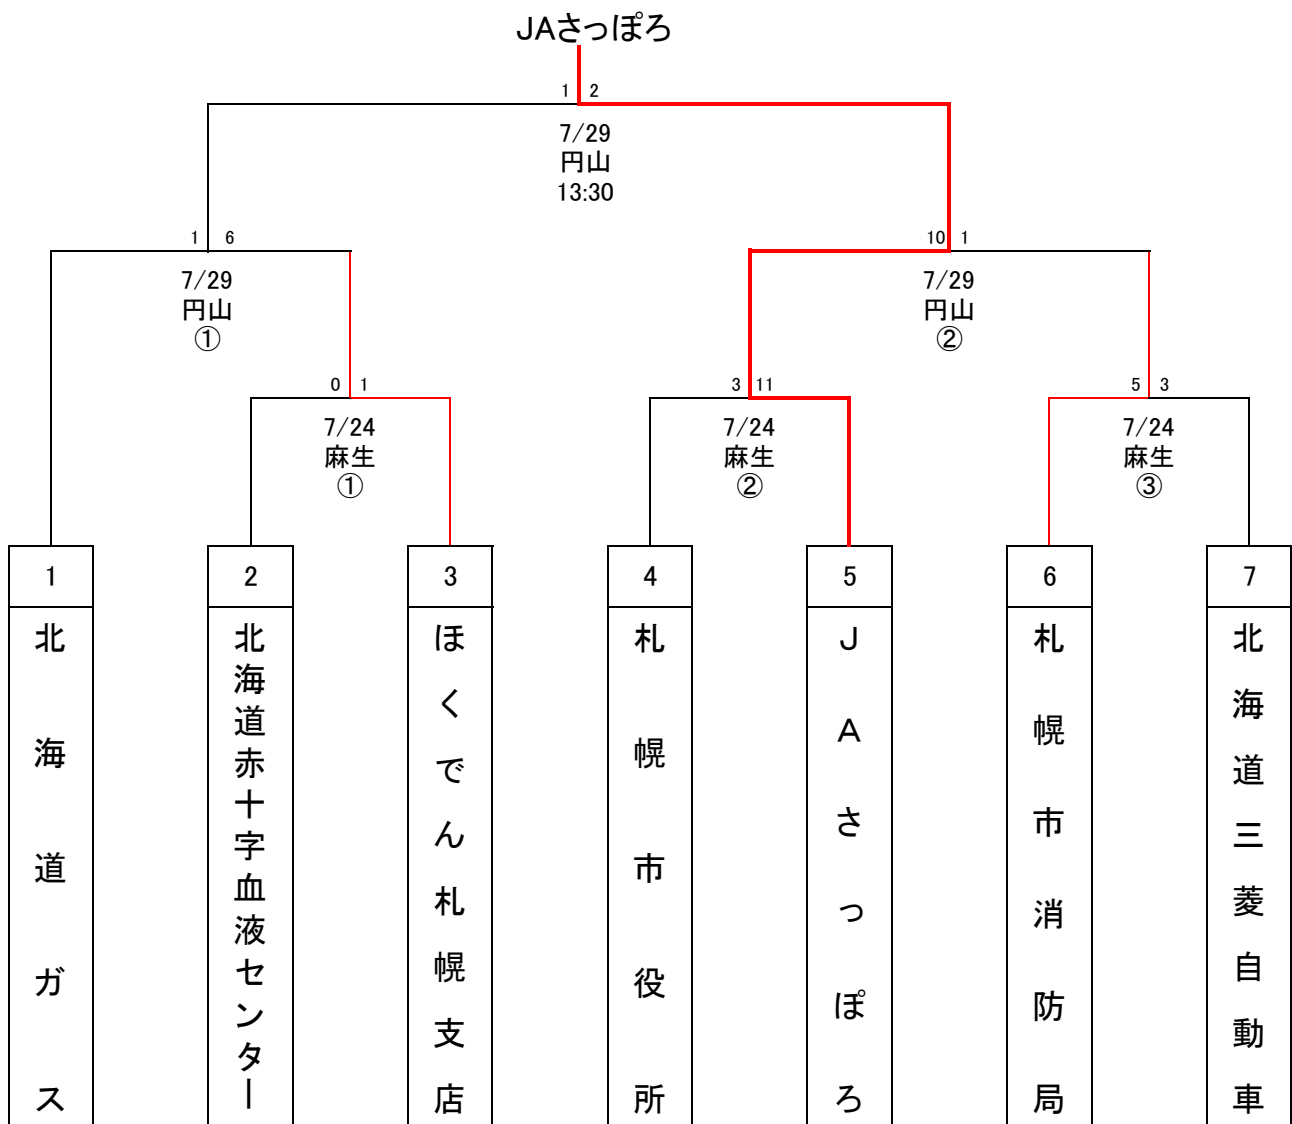 JAさっぽろ
1 2
7/29
円山
13:30
1 6
10 1
7/29
円山
①
7/29
円山
②
0 1
3 11
5 3
7/24
麻生
①
7/24
麻生
②
7/24
麻生
③
1
2
3
4
5
6
7
北海道ガス
北海道赤十字血液センター
ほくでん札幌支店
札幌市役所
JAさっぽろ
札幌市消防局
北海道三菱自動車